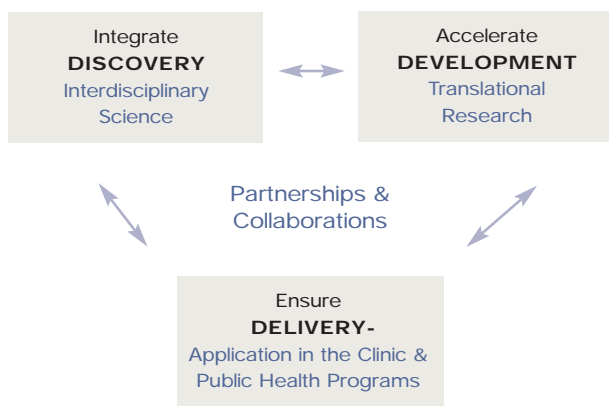 Integrate
DISCOVERY
Interdisciplinary
Science
Accelerate
DEVELOPMENT
Translational
Research
Partnerships &
Collaborations
Ensure
DELIVERY-
Application in the Clinic &
Public Health Programs